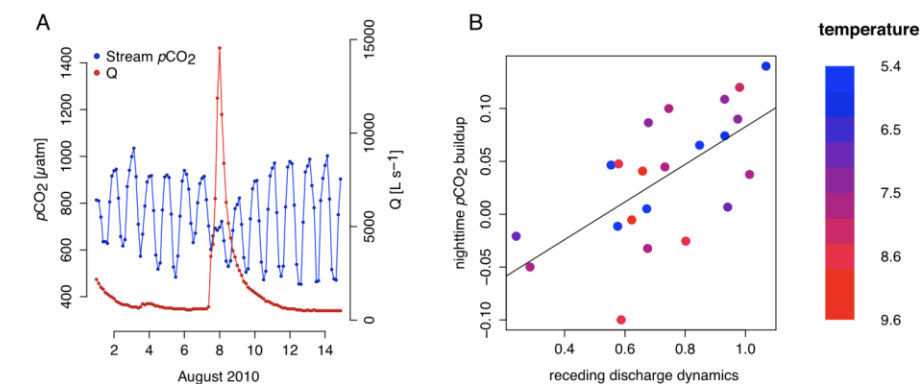 A
Stream pCO2
Q
pCO2 [µatm]
1400
1200
1000
800
600
400
15000
10000
5000
0
Q [L s−1]
2 4 6 8 10 12 14
August 2010
B
nighttime pCO2 buildup
0.10
0.05
0.00
−0.05
−0.10
0.4 0.6 0.8 1.0
receding discharge dynamics
temperature
5.4
6.5
7.5
8.6
9.6